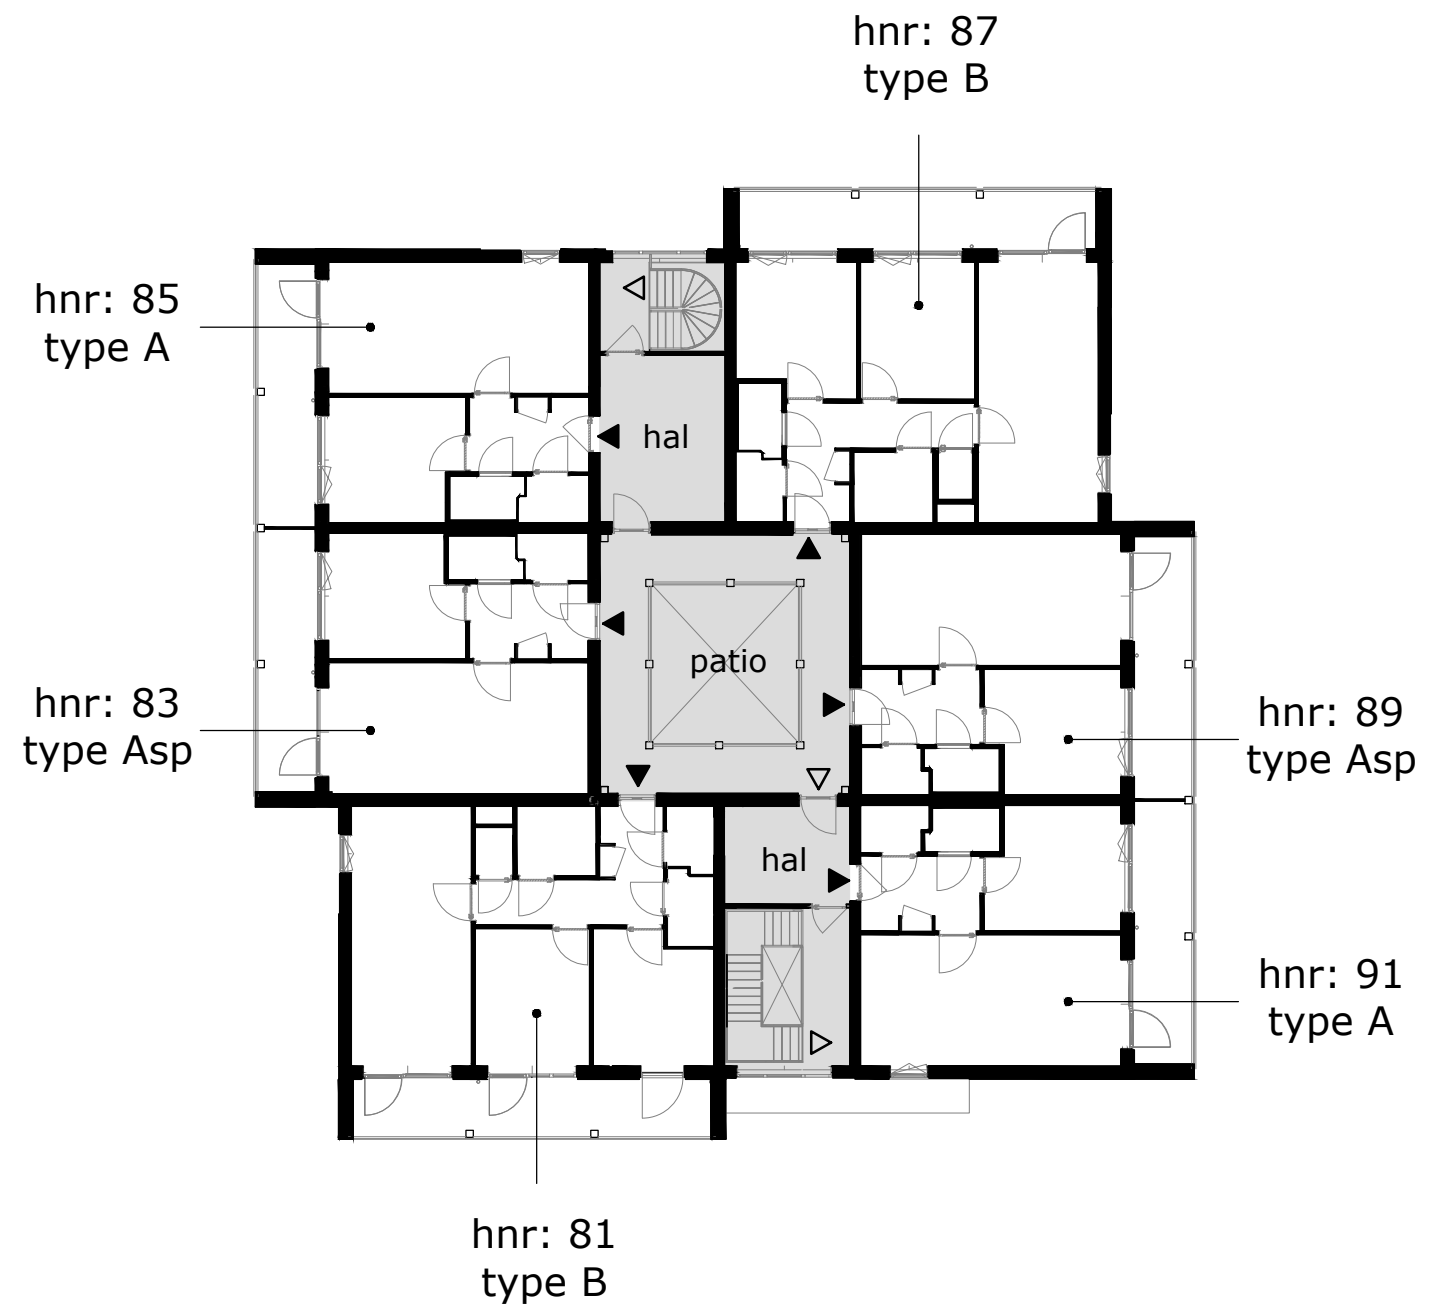 hnr: 87
type B
hnr: 85
type A
hal
patio
hnr: 83
type Asp
hnr: 89
type Asp
hal
hnr: 91
type A
hnr: 81
type B